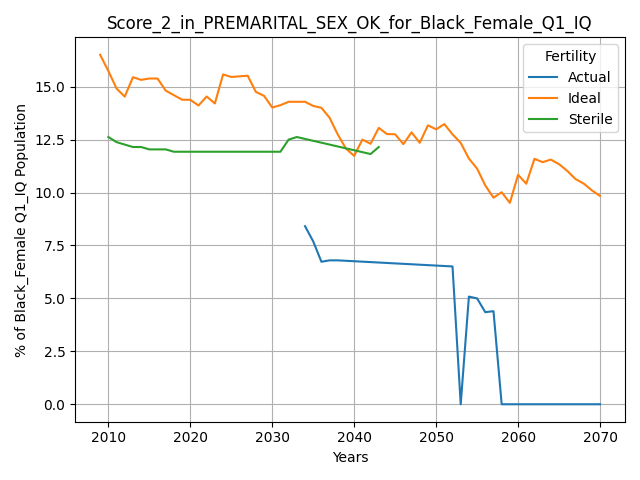 Score_2_in_PREMARITAL_SEX_OK_for_Black_Female_Q1_IQ
Fertility
Actual
Ideal
Sterile
% of Black_Female Q1_IQ Population
15.0
12.5
10.0
7.5
5.0
2.5
0.0
2010 2020 2030 2040 2050 2060 2070
Years